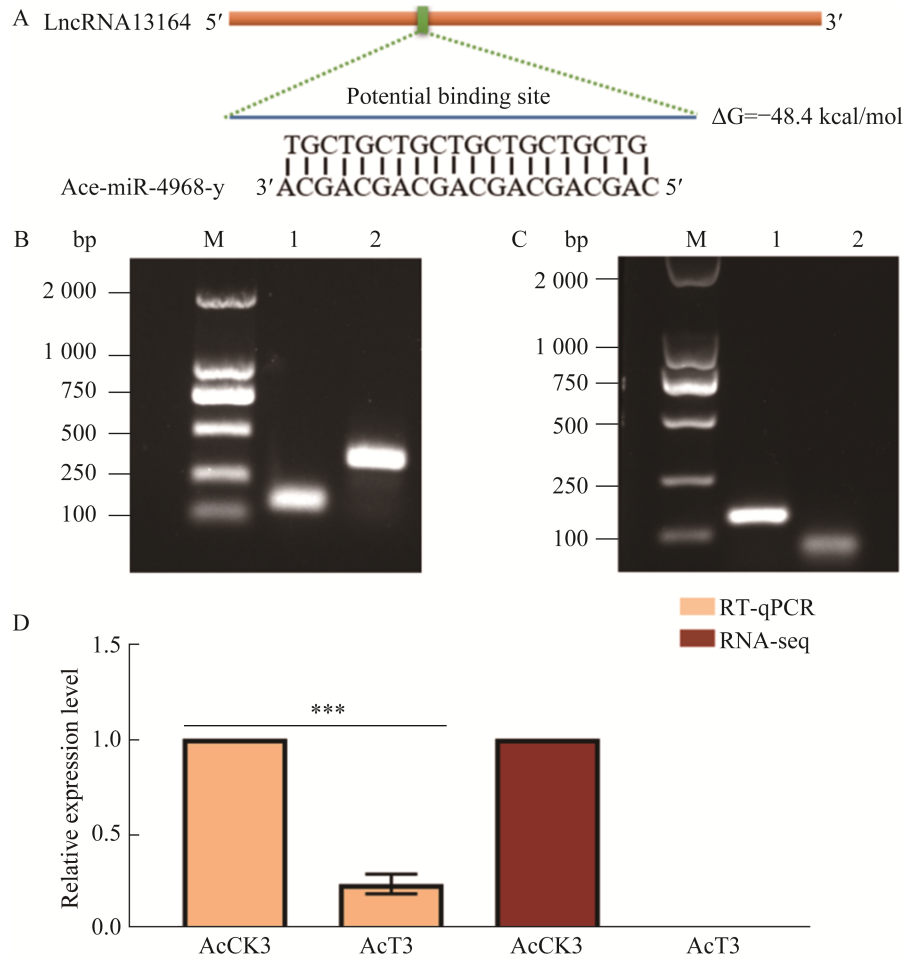 A LncRNA13164 5′ 3′
Potential binding site
ΔG=−48.4 kcal/mol
TGCTGCTGCTGCTGCTGCTG
Ace-miR-4968-y 3′ACGACGACGACGACGACGAC 5′
B bp M 1 2
2 000
1 000
750
500
250
100
C bp M 1 2
2 000
1 000
750
500
250
100
D
RT-qPCR
RNA-seq
Relative expression level
1.5
1.0
0.5
0.0
***
AcCK3 AcT3 AcCK3 AcT3